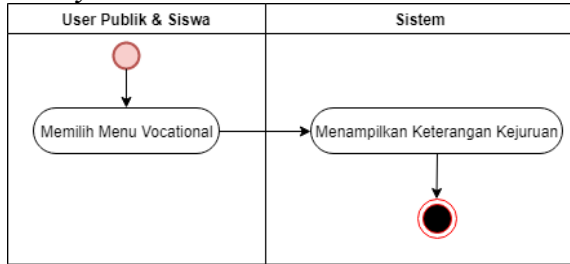 User Publik & Siswa
Sistem
Memilih Menu Vocational
Menampilkan Keterangan Kejuruan